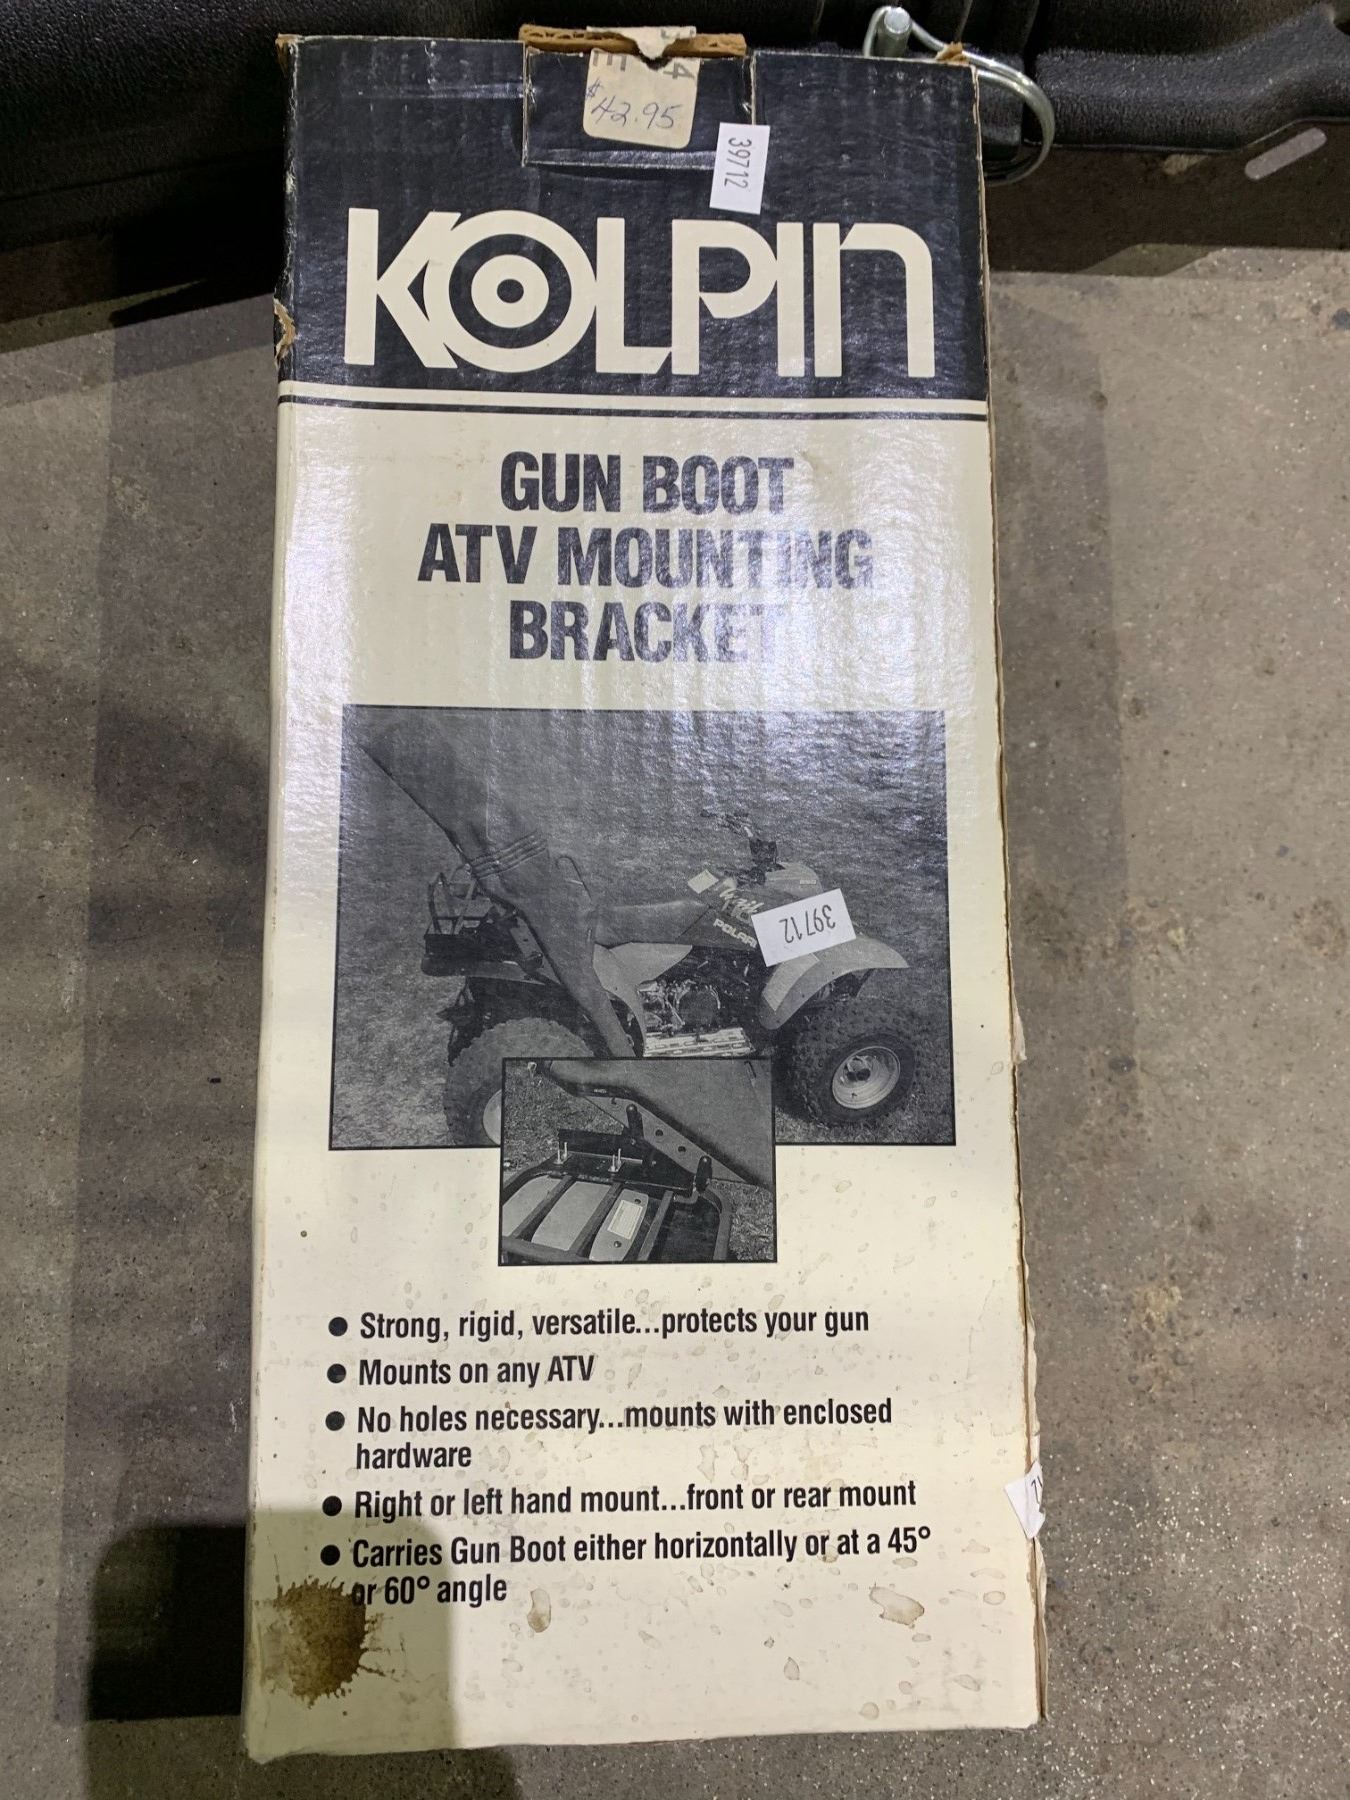 $42.95
39712
KOLPIN
GUN BOOT
ATV MOUNTING
BRACKET
39712
POLARI
● Strong, rigid, versatile...protects your gun
● Mounts on any ATV
● No holes necessary...mounts with enclosed
hardware
● Right or left hand mount...front or rear mount
● Carries Gun Boot either horizontally or at a 45°
or 60° angle